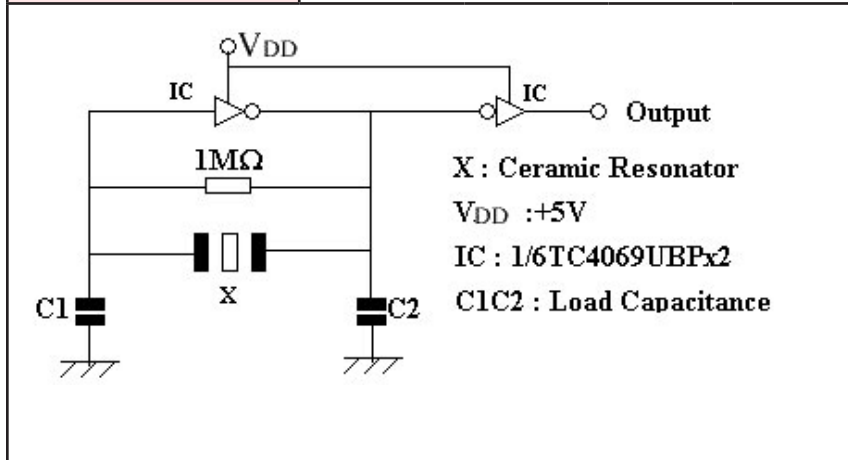 VDD
IC
IC
Output
1MΩ
X : Ceramic Resonator
VDD :+5V
IC : 1/6TC4069UBPx2
X
C1
C2
C1C2 : Load Capacitance